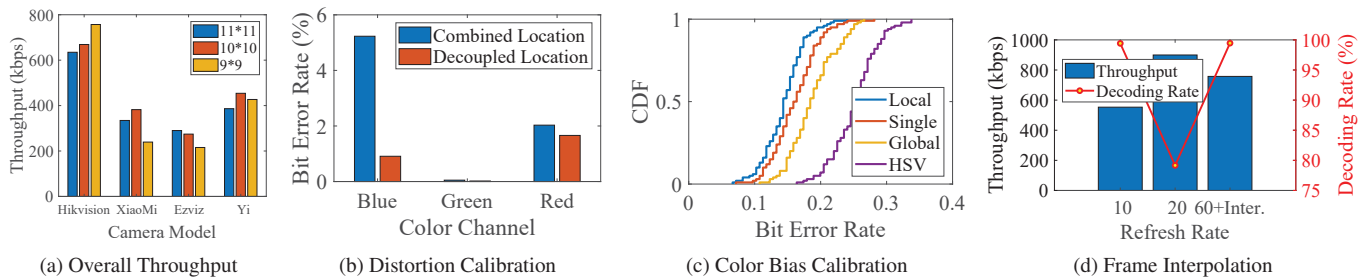 800
600
400
200
0
Throughput (kbps)
11*11
10*10
9*9
Hikvision XiaoMi Ezviz Yi
Camera Model
(a) Overall Throughput
6
4
2
0
Bit Error Rate (%)
Combined Location
Decoupled Location
Blue Green Red
Color Channel
(b) Distortion Calibration
1
0.5
0
CDF
Local
Single
Global
HSV
0 0.1 0.2 0.3 0.4
Bit Error Rate
(c) Color Bias Calibration
1000
800
600
400
200
0
Throughput (kbps)
Throughput
Decoding Rate
100
95
90
85
80
75
Decoding Rate (%)
10 20 60+Inter.
Refresh Rate
(d) Frame Interpolation